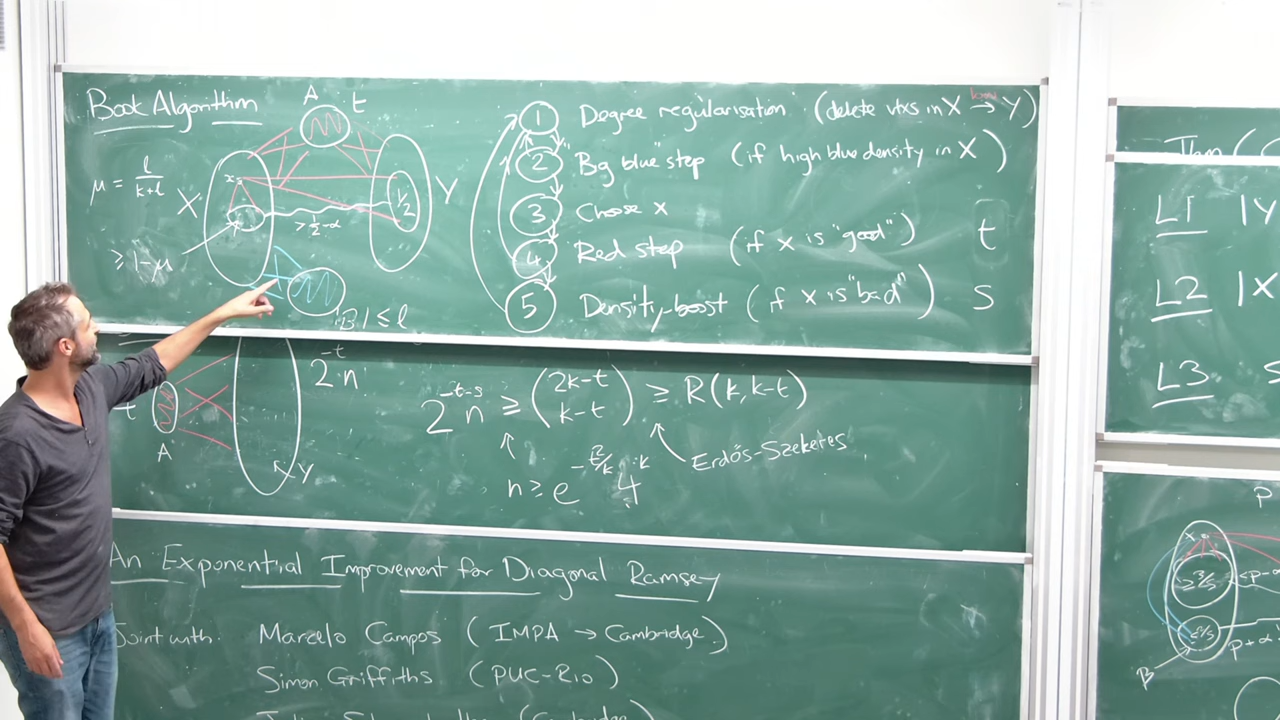 Book Algorithm
A t
μ = l/(k+l)
X
x
Y
1/2
> 1/2 - α
≥ 1-μ
|B| ≤ l
① Degree regularisation (delete vtxs in X → Y)
② "Big blue" step (if high blue density in X)
③ Choose x
④ Red step (if x is "good") t
⑤ Density-boost (if x is "bad") s
t
A
Y
2^{-t} n
2^{-t-s} n ≥ (2k-t choose k-t) ≥ R(k, k-t)
Erdős-Szekeres
An Exponential Improvement for Diagonal Ramsey
Joint with Marcelo Campos (IMPA → Cambridge)
Simon Griffiths (PUC-Rio)
Thm
L1 |Y
L2 |X
L3
P
x
p+α
B